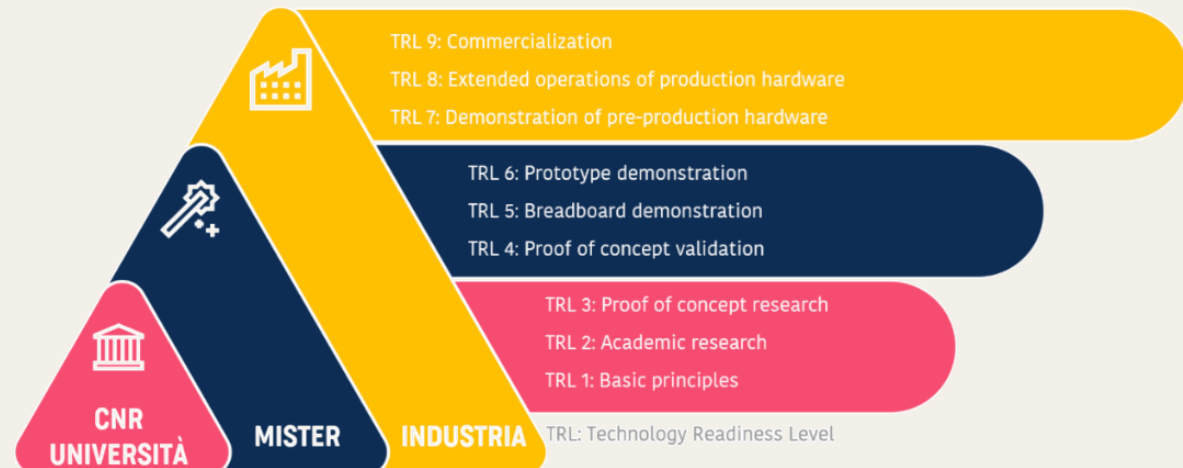 TRL 9: Commercialization
TRL 8: Extended operations of production hardware
TRL 7: Demonstration of pre-production hardware
TRL 6: Prototype demonstration
TRL 5: Breadboard demonstration
TRL 4: Proof of concept validation
TRL 3: Proof of concept research
TRL 2: Academic research
TRL 1: Basic principles
CNR
UNIVERSITÀ
MISTER
INDUSTRIA
TRL: Technology Readiness Level